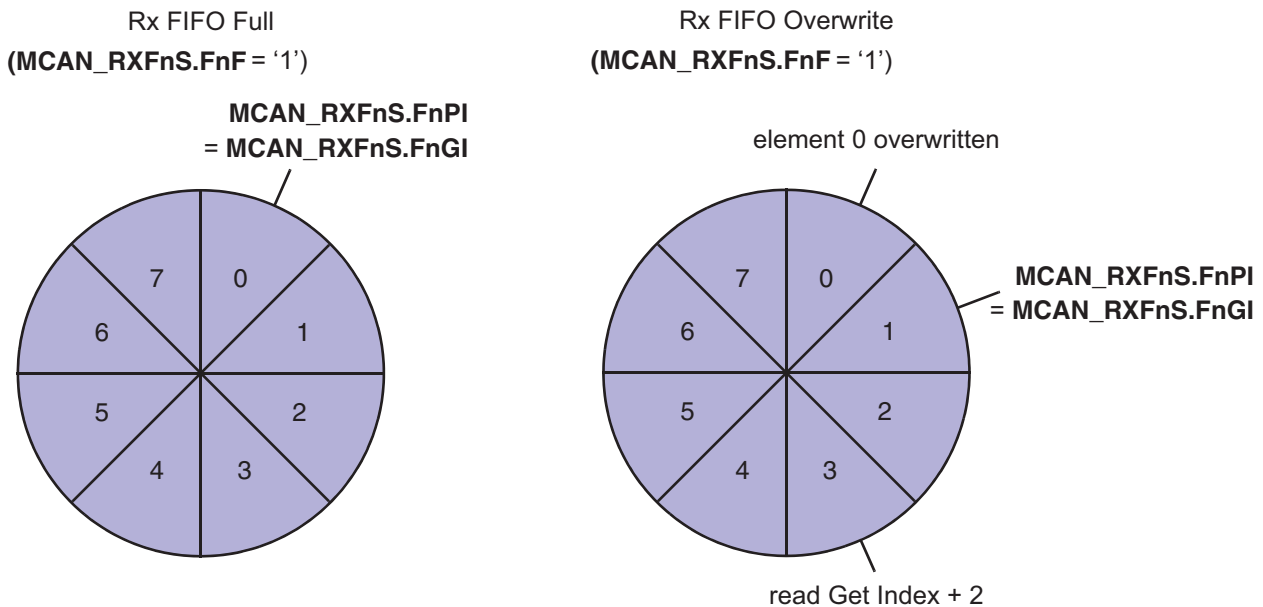 Rx FIFO Full
(MCAN_RXFnS.FnF = ‘1’)
MCAN_RXFnS.FnPI
= MCAN_RXFnS.FnGI
7
0
6
1
5
2
4
3
Rx FIFO Overwrite
(MCAN_RXFnS.FnF = ‘1’)
element 0 overwritten
MCAN_RXFnS.FnPI
= MCAN_RXFnS.FnGI
7
0
6
1
5
2
4
3
read Get Index + 2